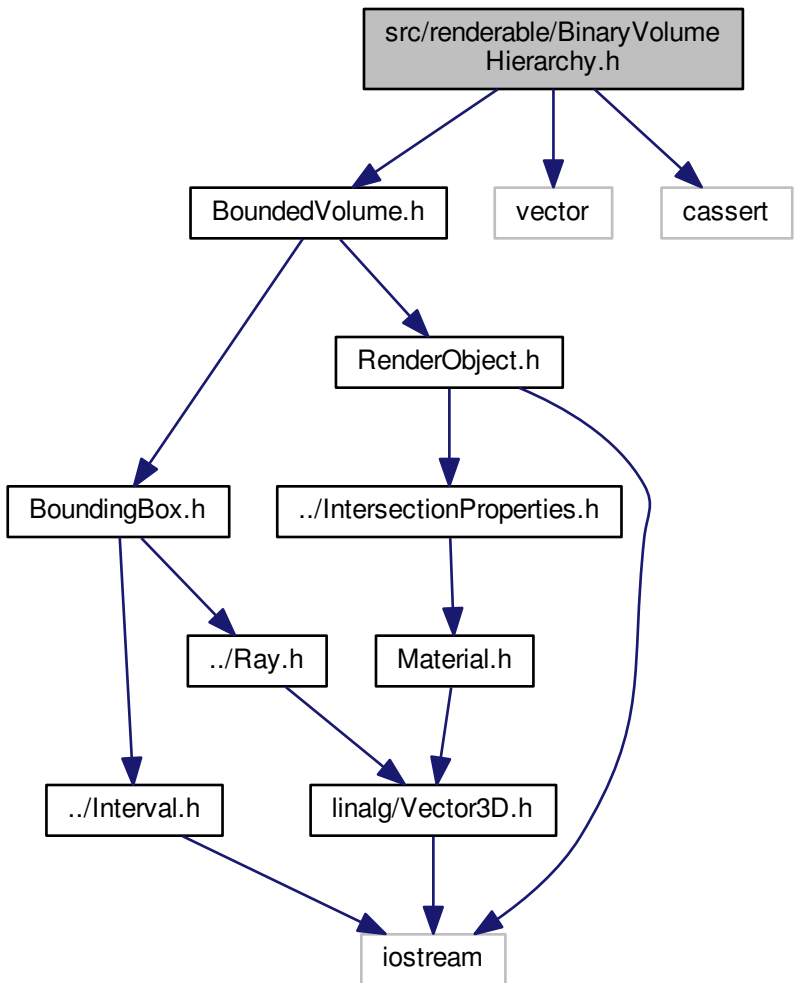 src/renderable/BinaryVolume
Hierarchy.h
BoundedVolume.h
vector
cassert
RenderObject.h
BoundingBox.h
../IntersectionProperties.h
../Ray.h
Material.h
../Interval.h
linalg/Vector3D.h
iostream